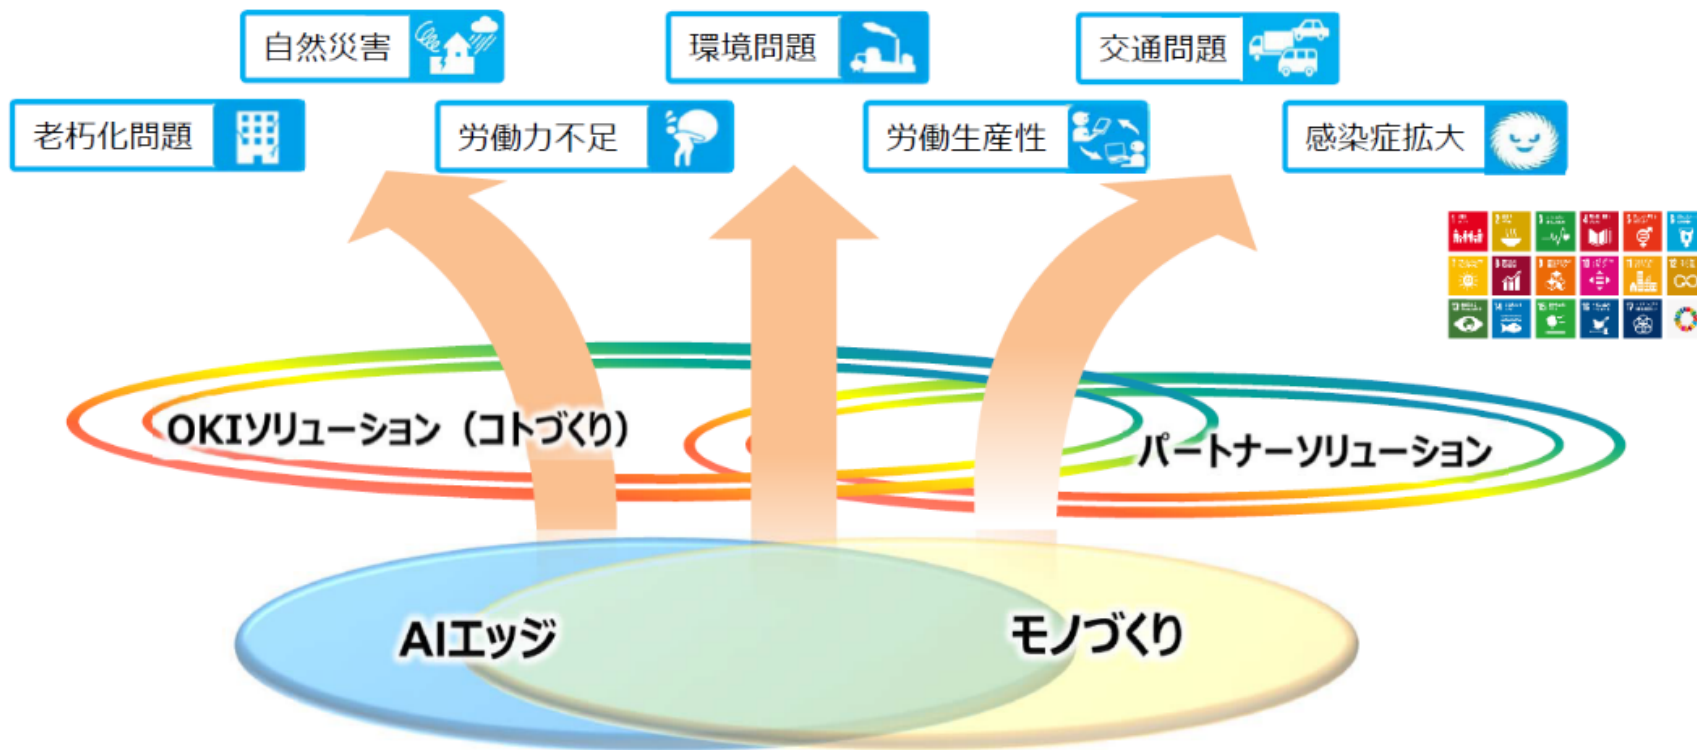 自然災害
環境問題
交通問題
老朽化問題
労働力不足
労働生産性
感染症拡大
OKIソリューション（コトづくり）
パートナーソリューション
AIエッジ
モノづくり